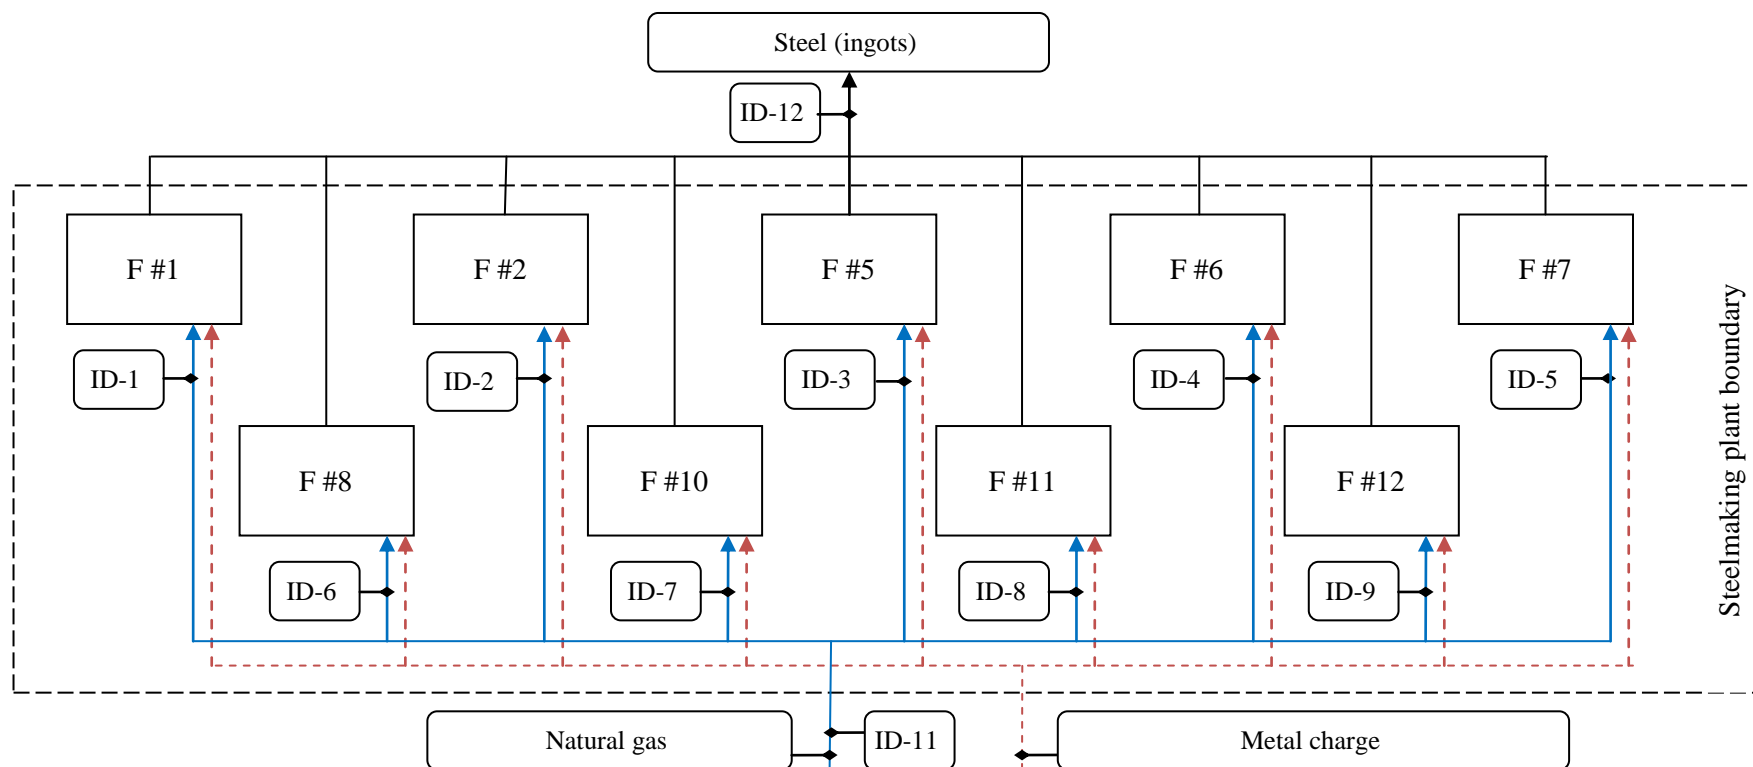 Steel (ingots)
ID-12
F #1
F #2
F #5
F #6
F #7
ID-1
ID-2
ID-3
ID-4
ID-5
F #8
F #10
F #11
F #12
ID-6
ID-7
ID-8
ID-9
Steelmaking plant boundary
Natural gas
ID-11
Metal charge